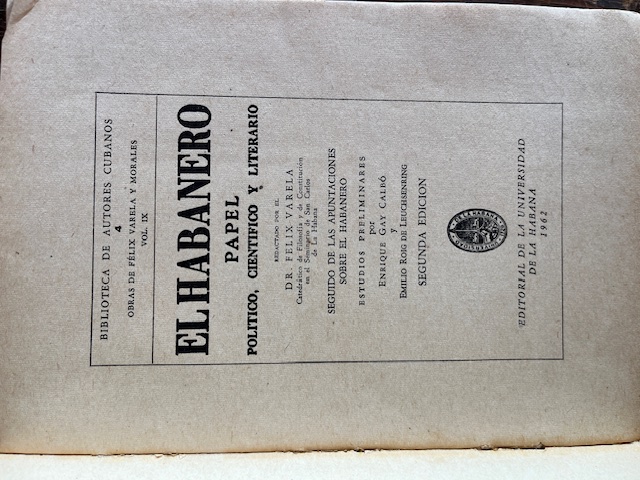 BIBLIOTECA DE AUTORES CUBANOS
4
OBRAS DE FÉLIX VARELA Y MORALES
VOL. IX
EL HABANERO
PAPEL
POLITICO, CIENTIFICO Y LITERARIO
REDACTADO POR EL
DR. FELIX VARELA
Catedrático de Filosofía y de Constitución
en el Seminario de San Carlos
de La Habana
SEGUIDO DE LAS APUNTACIONES
SOBRE EL HABANERO
ESTUDIOS PRELIMINARES
por
ENRIQUE GAY CALBÓ
y
EMILIO ROIG DE LEUCHSENRING
SEGUNDA EDICION
EDITORIAL DE LA UNIVERSIDAD
DE LA HABANA
1962